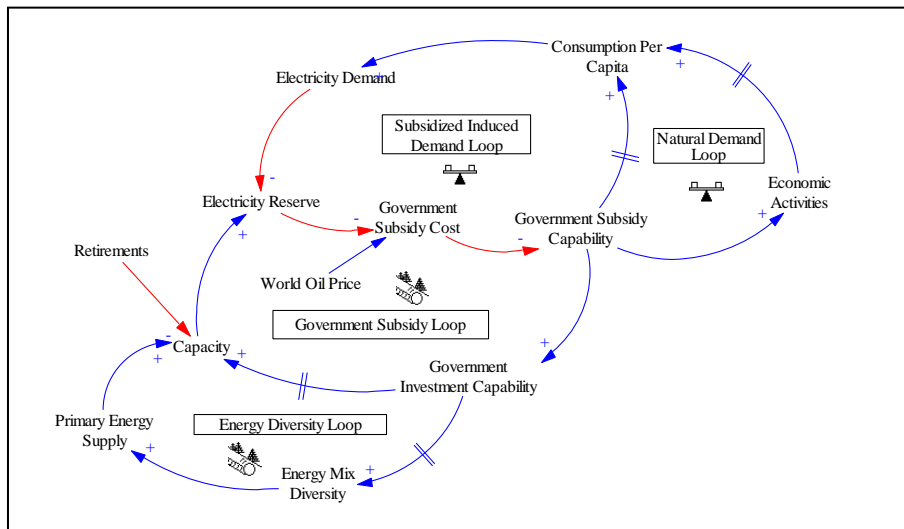 Consumption Per
Capita
+
+
+
Electricity Demand
+
Subsidized Induced
Demand Loop
Natural Demand
Loop
Economic
Activities
+
-
Electricity Reserve
+
-
Government
Subsidy Cost
-
Government Subsidy
Capability
Retirements
World Oil Price
Government Subsidy Loop
-
+
Capacity
+
+
Government
Investment Capability
Primary Energy
Supply
+
Energy Diversity Loop
+
Energy Mix
Diversity